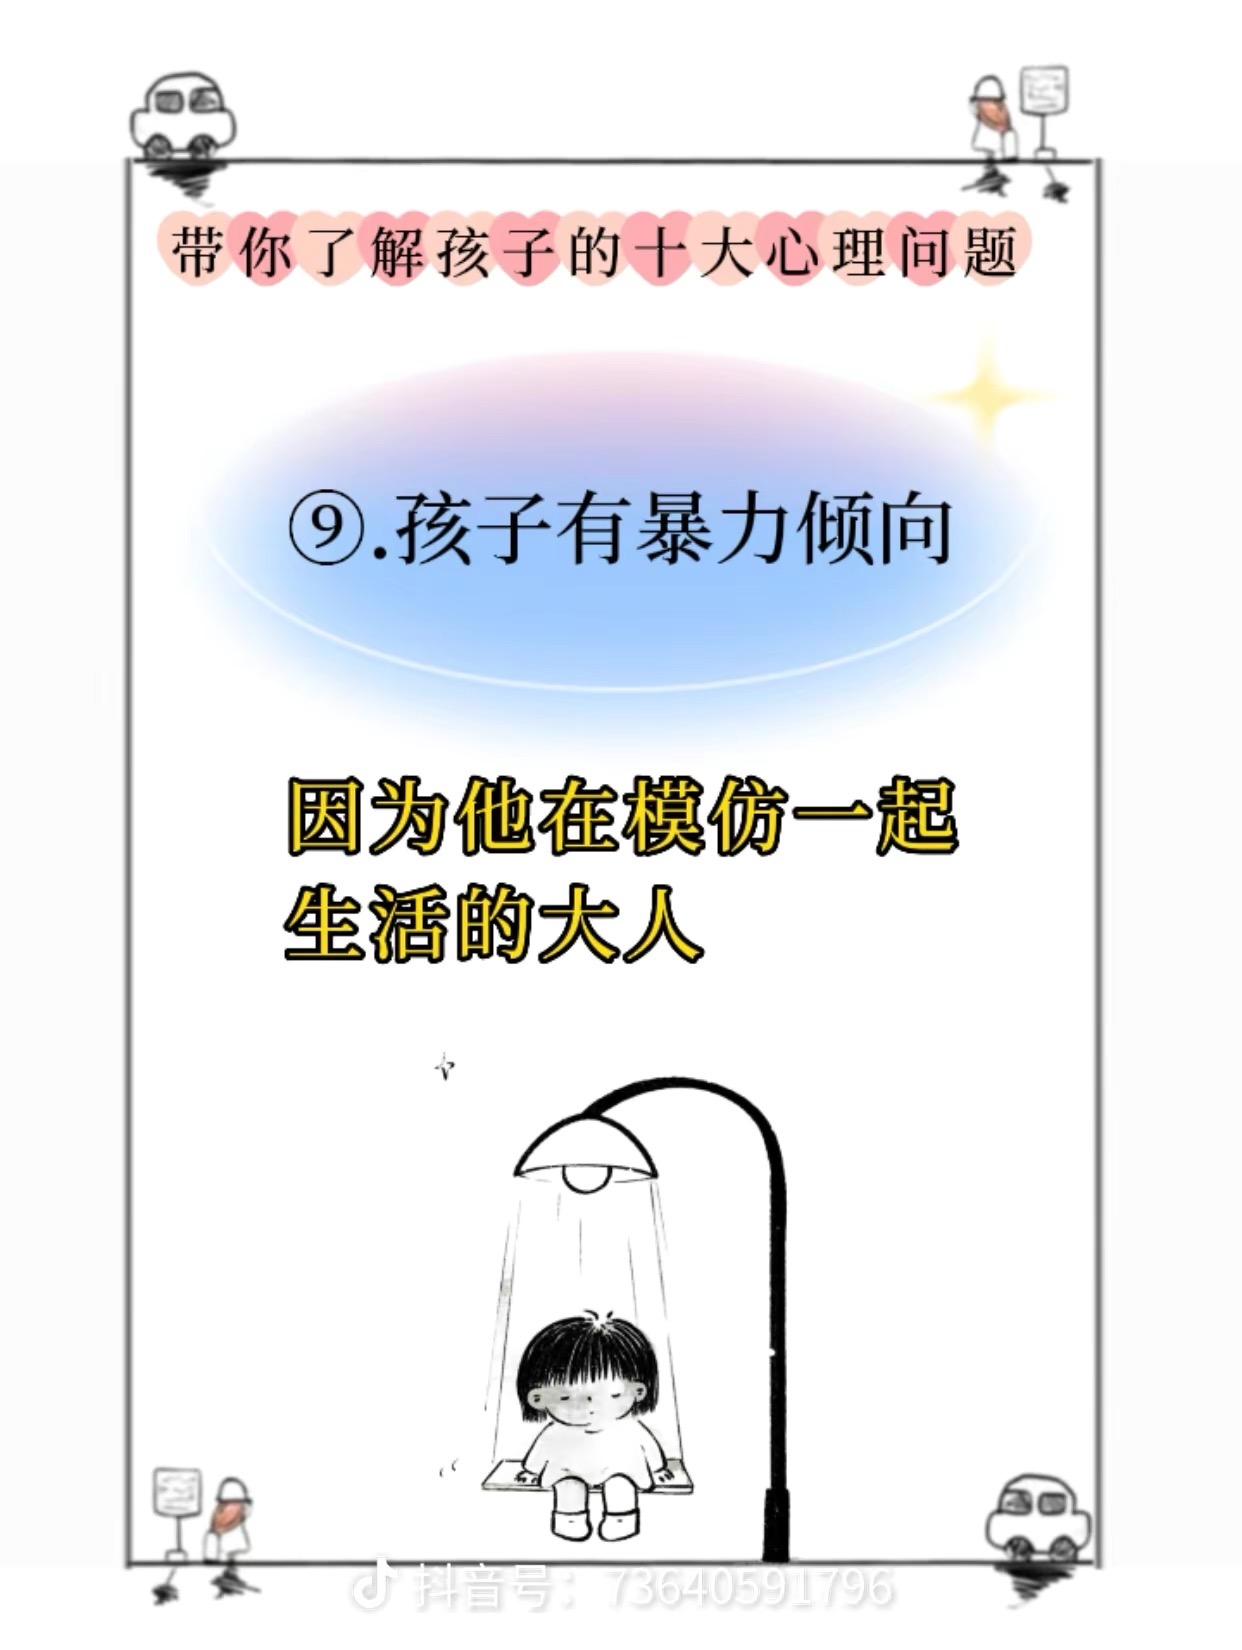 带你了解孩子的十大心理问题
⑨.孩子有暴力倾向
因为他在模仿一起
生活的大人
抖音号：73640591796